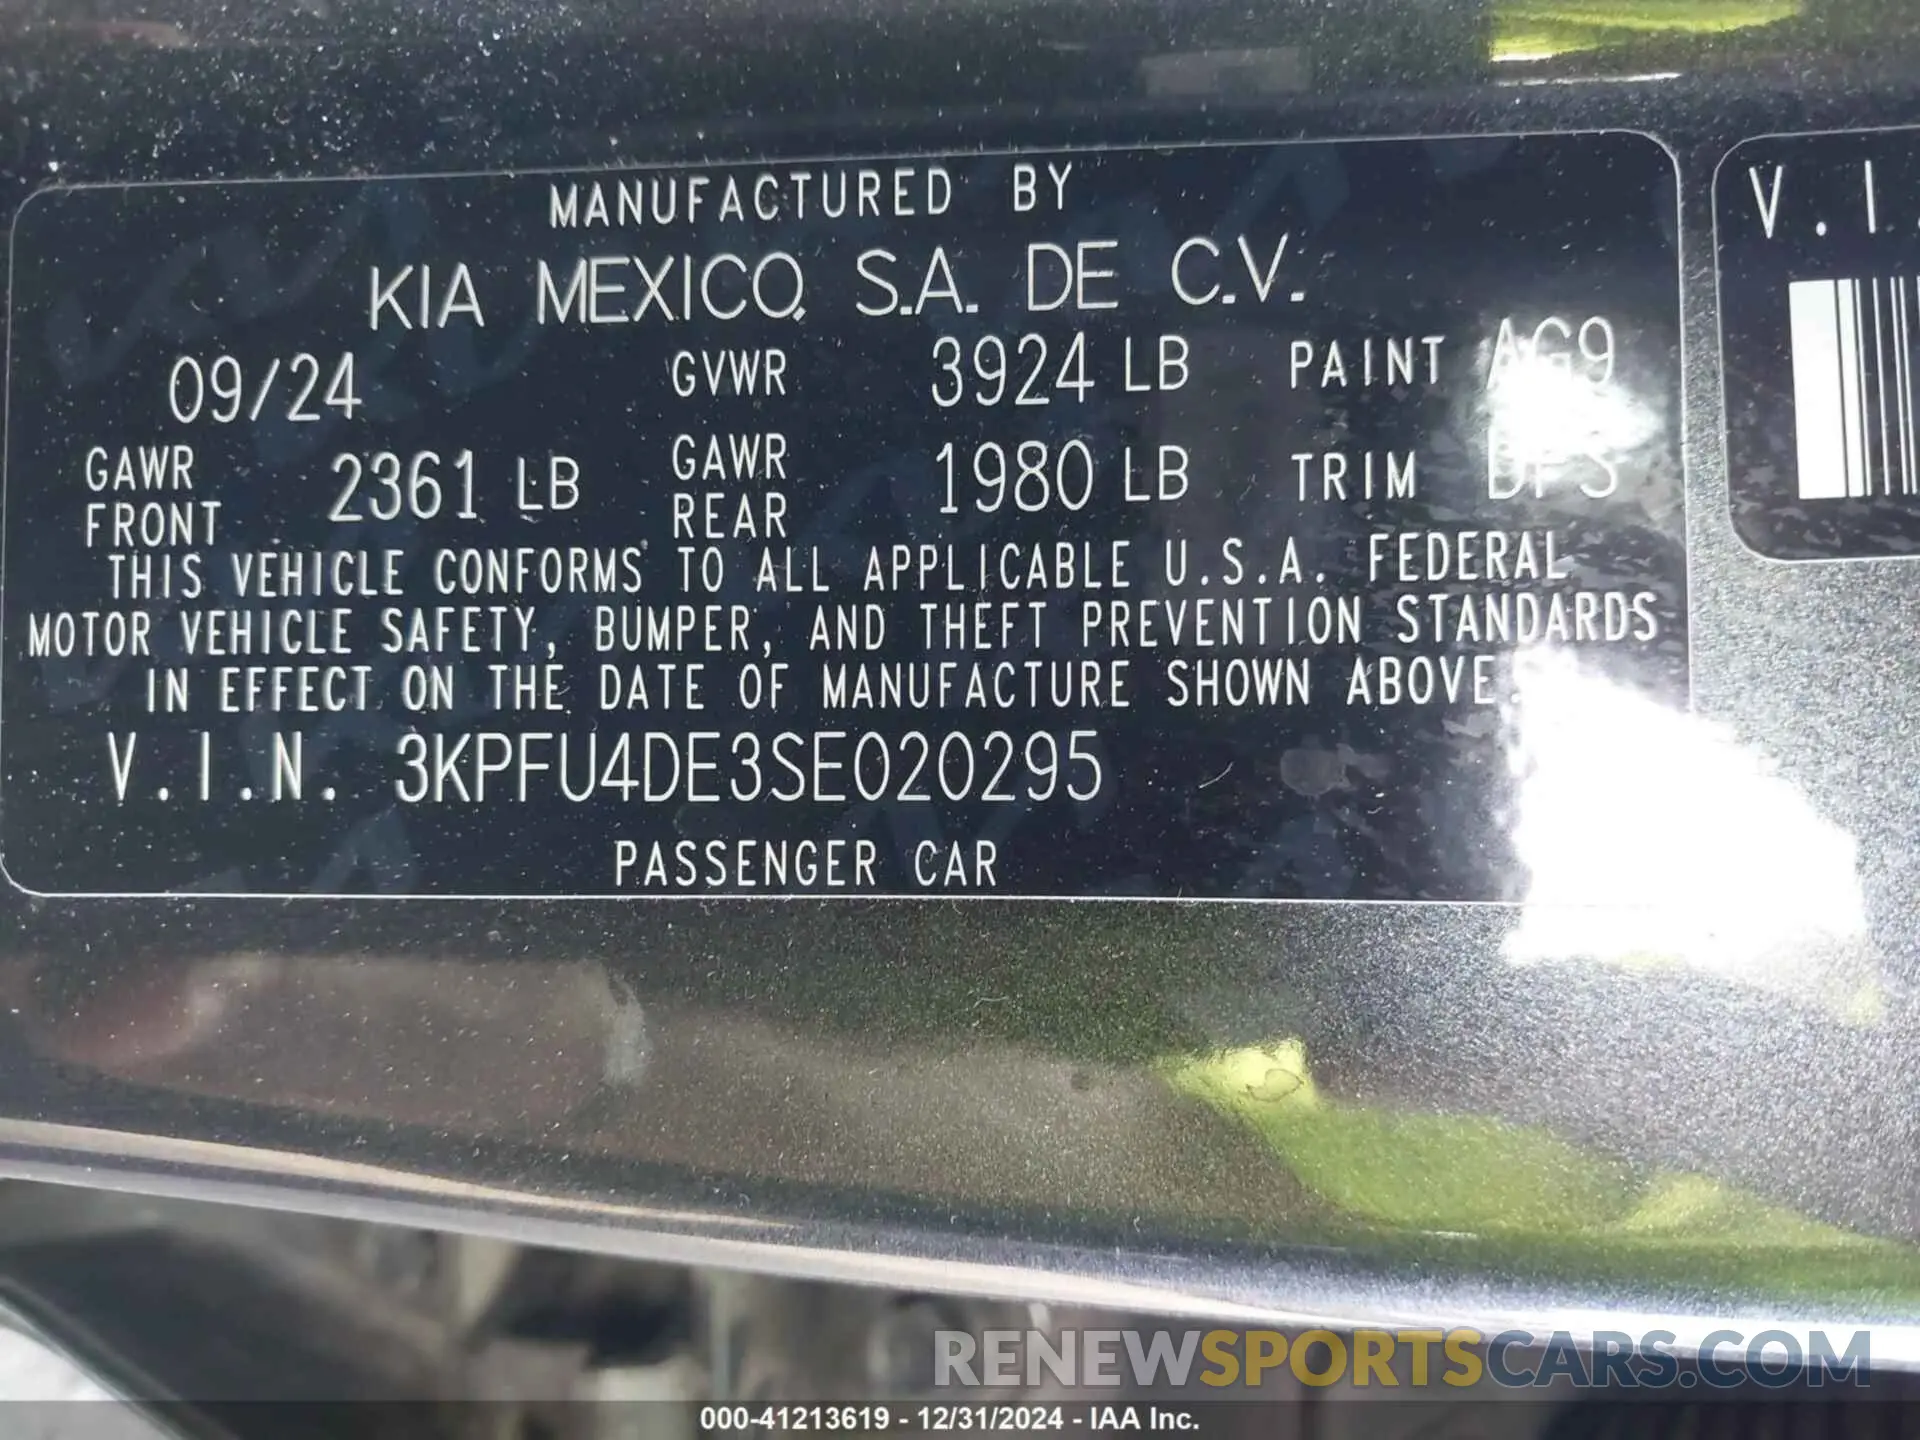 MANUFACTURED BY
KIA MEXICO, S.A. DE C.V.
09/24 GVWR 3924 LB PAINT AG9
GAWR FRONT 2361 LB GAWR REAR 1980 LB TRIM
THIS VEHICLE CONFORMS TO ALL APPLICABLE U.S.A. FEDERAL
MOTOR VEHICLE SAFETY, BUMPER, AND THEFT PREVENTION STANDARDS
IN EFFECT ON THE DATE OF MANUFACTURE SHOWN ABOVE.
V.I.N. 3KPFU4DE3SE020295
PASSENGER CAR
V.I.
RENEWSPORTSCARS.COM
000-41213619 - 12/31/2024 - IAA Inc.